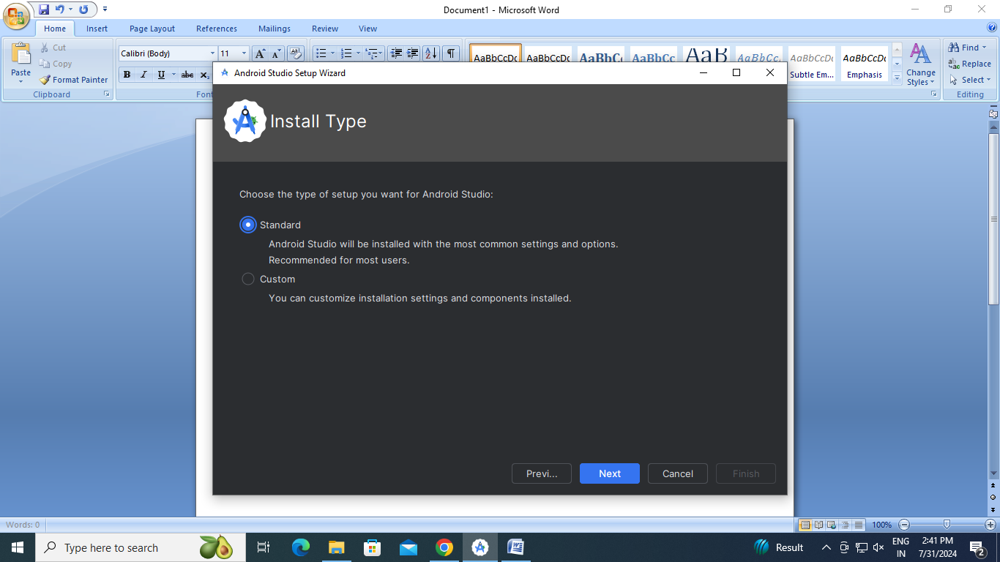 Document1 - Microsoft Word
Home Insert Page Layout References Mailings Review View
Paste
Cut
Copy
Format Painter
Clipboard
Calibri (Body) 11
B I U abc x₂
Font
AaBbCcDc AaBbCcDc AaBbCc AaBbCc AaB AaBbCc. AaBbCcDc AaBbCcDc
Subtle Em... Emphasis
Change
Styles
Find
Replace
Select
Editing
Android Studio Setup Wizard
Install Type
Choose the type of setup you want for Android Studio:
Standard
Android Studio will be installed with the most common settings and options.
Recommended for most users.
Custom
You can customize installation settings and components installed.
Previ... Next Cancel Finish
Words: 0
100%
Type here to search
Result
ENG
IN
2:41 PM
7/31/2024
2